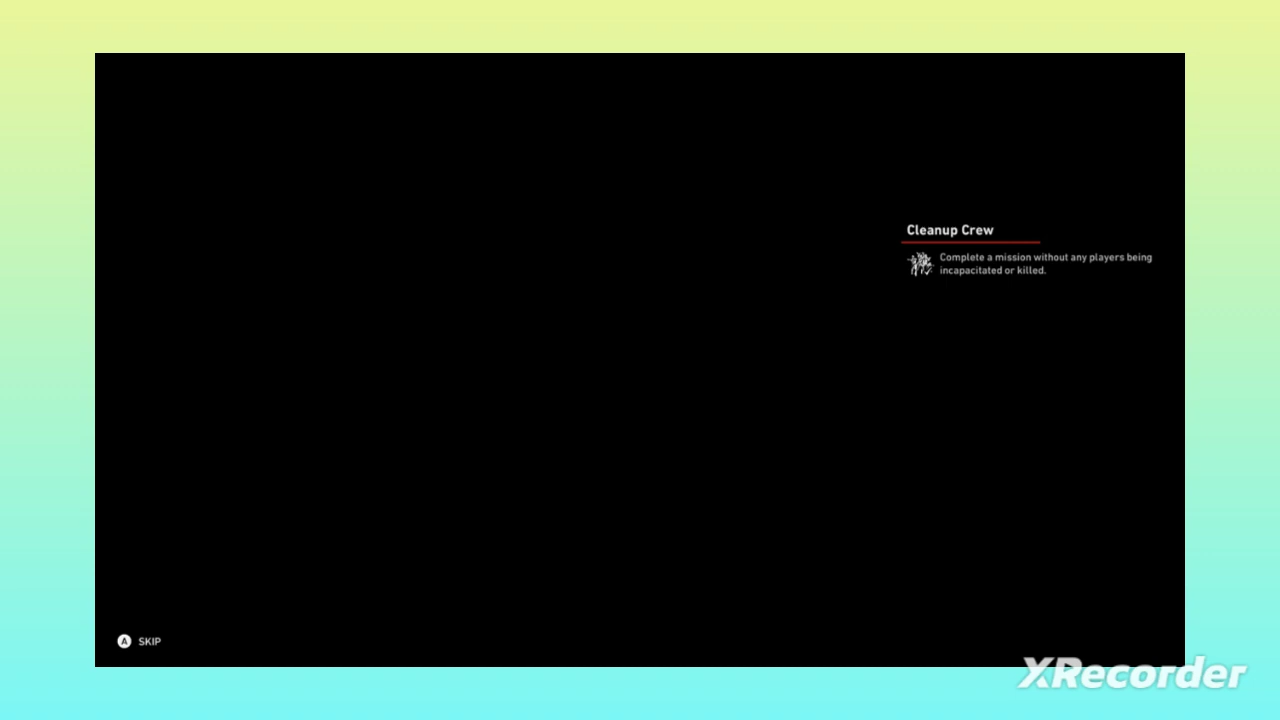 Cleanup Crew
Complete a mission without any players being
incapacitated or killed.
A SKIP
XRecorder